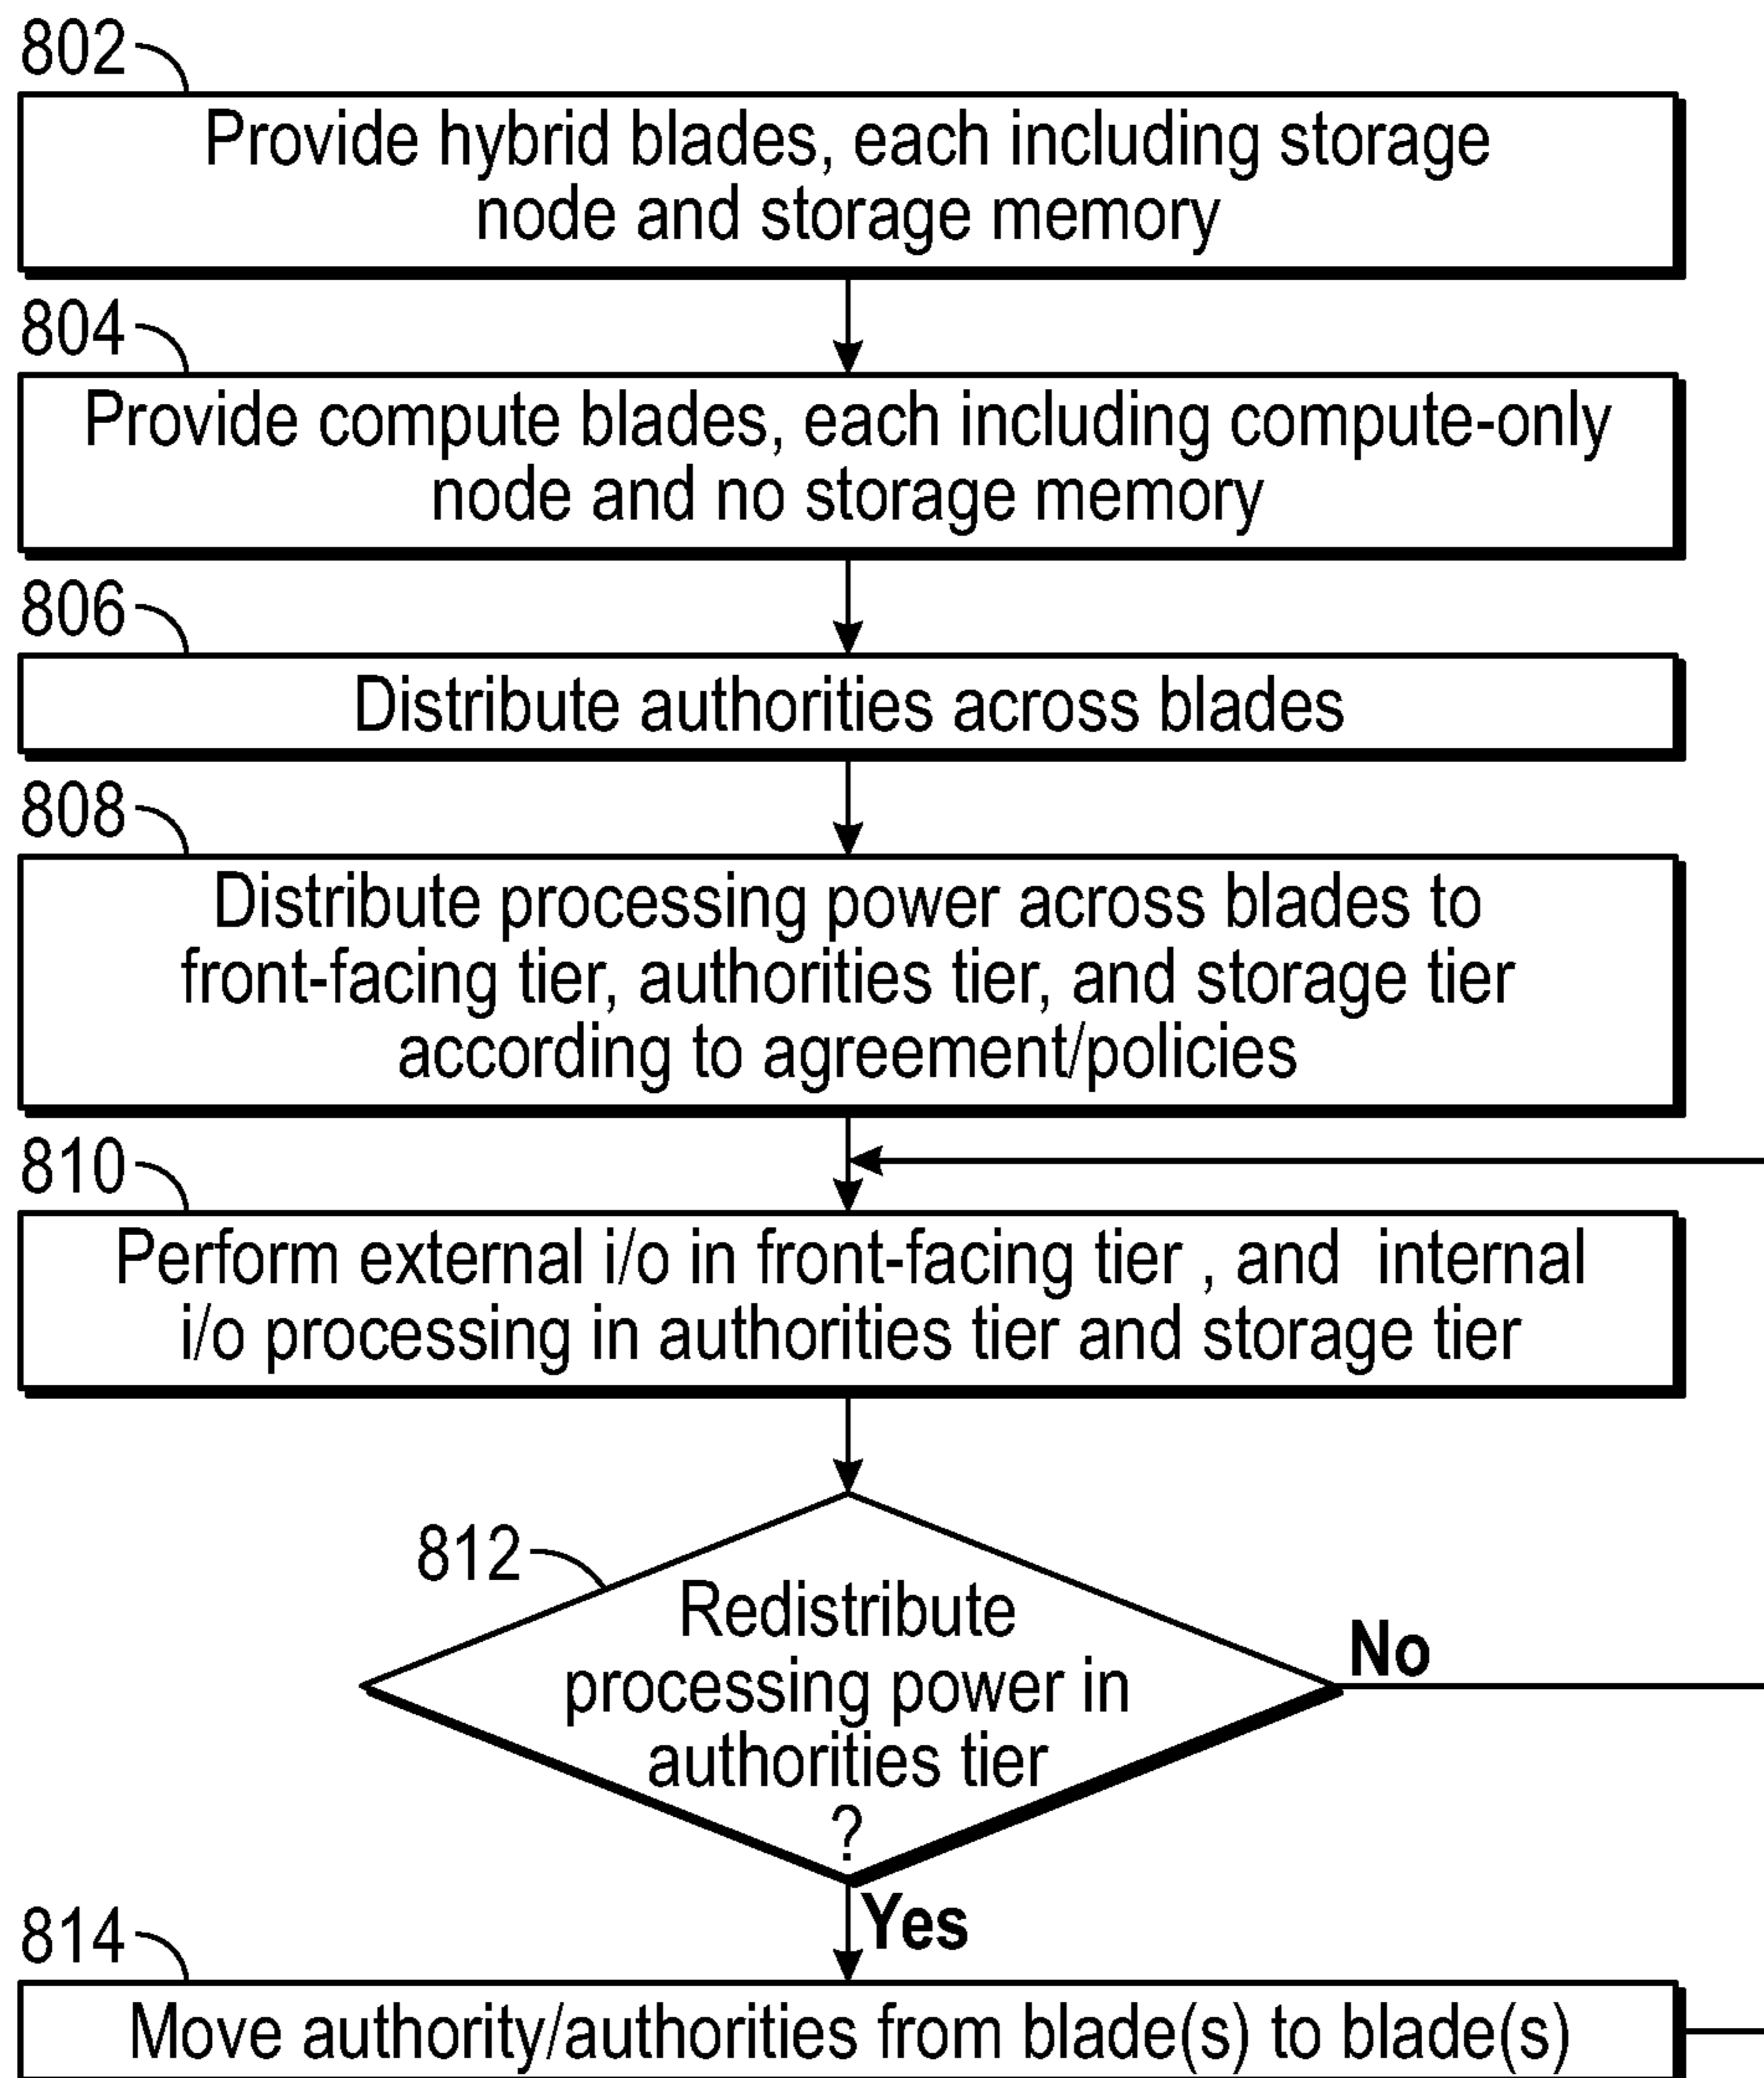 802
Provide hybrid blades, each including storage
node and storage memory
804
Provide compute blades, each including compute-only
node and no storage memory
806
Distribute authorities across blades
808
Distribute processing power across blades to
front-facing tier, authorities tier, and storage tier
according to agreement/policies
810
Perform external i/o in front-facing tier , and internal
i/o processing in authorities tier and storage tier
812
Redistribute
processing power in
authorities tier
?
No
Yes
814
Move authority/authorities from blade(s) to blade(s)